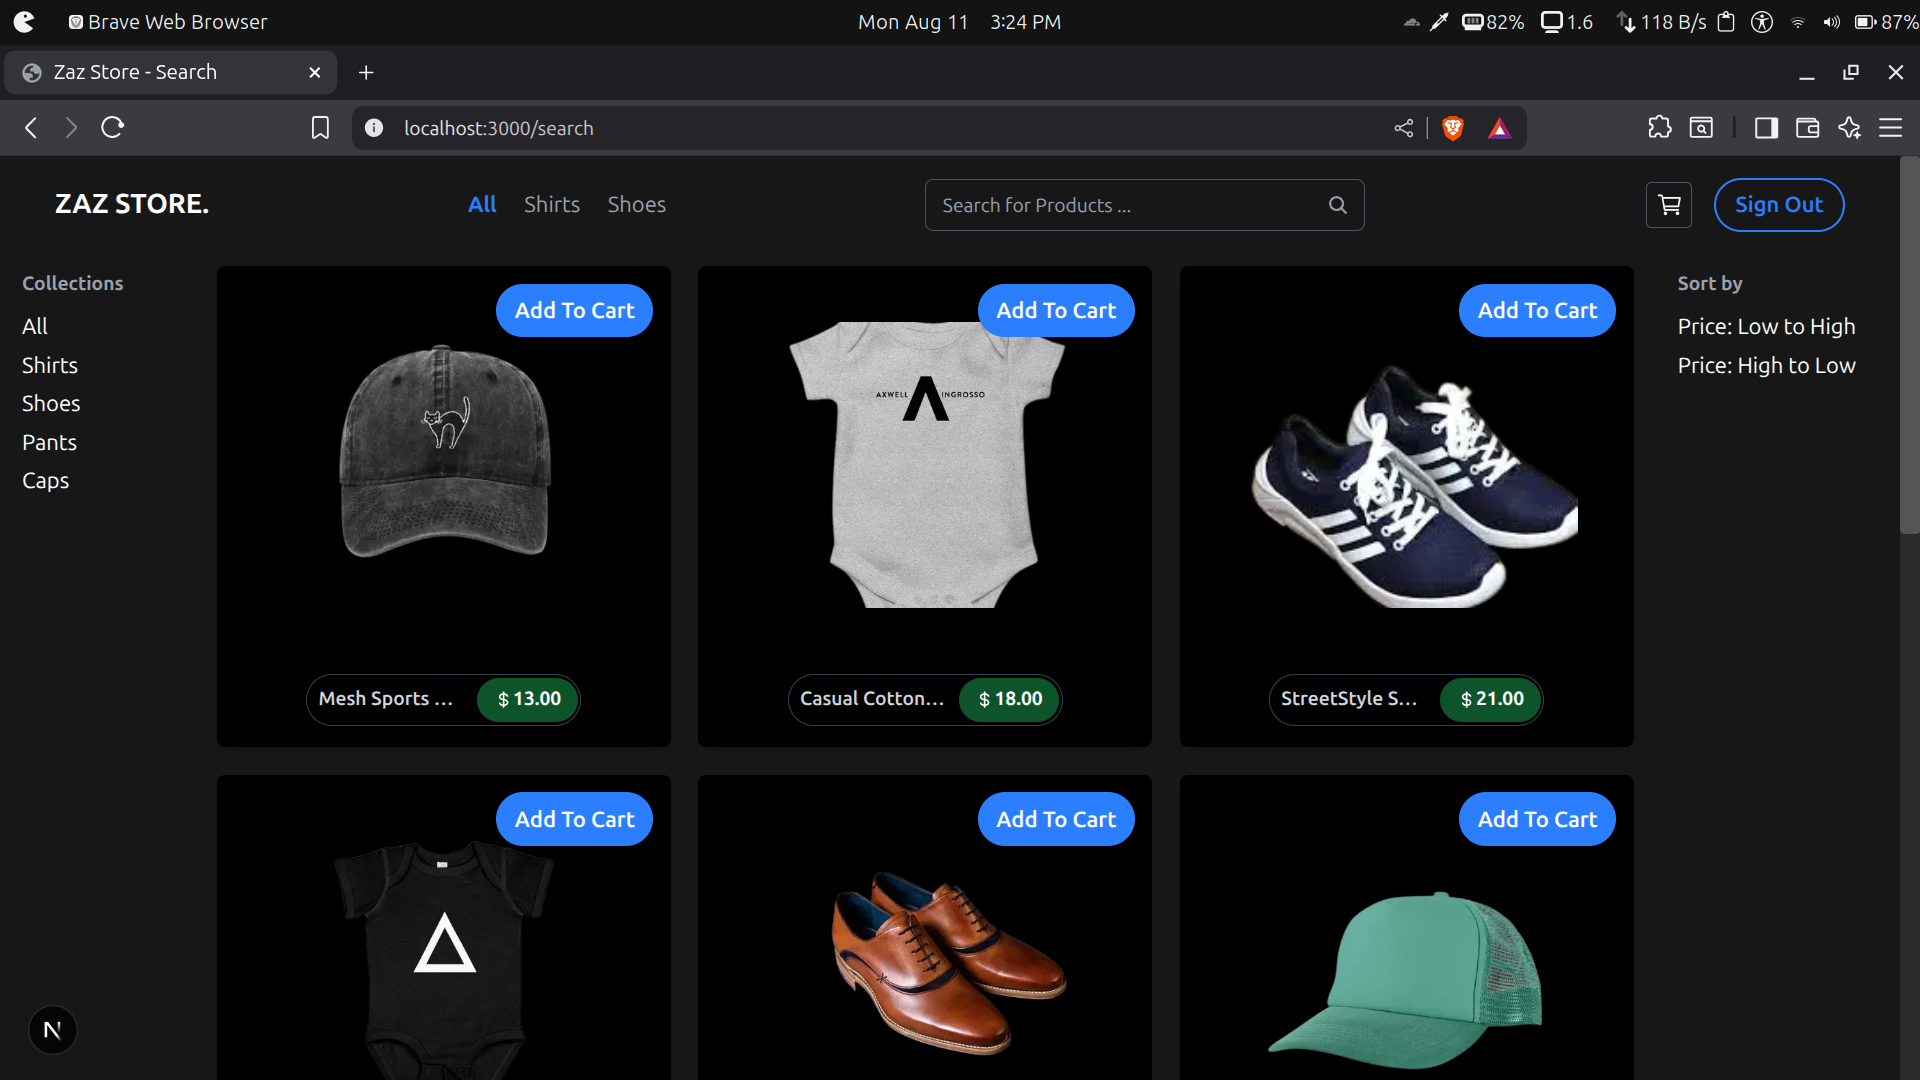 Brave Web Browser
Mon Aug 11 3:24 PM
82% 1.6 118 B/s 87%
Zaz Store - Search
localhost:3000/search
ZAZ STORE.
All Shirts Shoes
Search for Products ...
Sign Out
Collections
All
Shirts
Shoes
Pants
Caps
Add To Cart
Mesh Sports ... $ 13.00
Add To Cart
AXWELL INGROSSO
Casual Cotton... $ 18.00
Add To Cart
StreetStyle S... $ 21.00
Sort by
Price: Low to High
Price: High to Low
Add To Cart
Add To Cart
Add To Cart
N